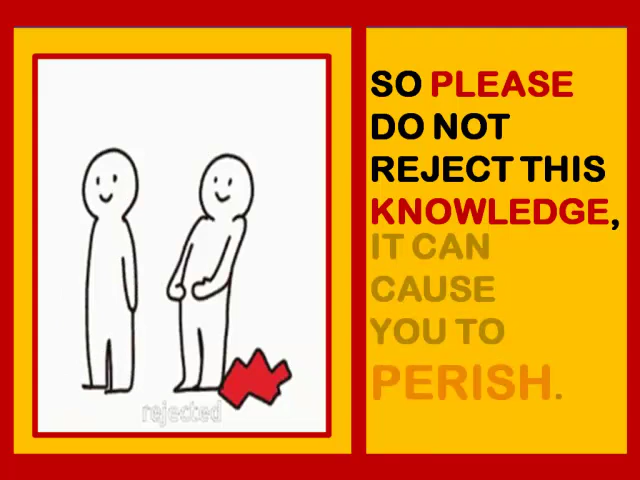 SO PLEASE
DO NOT
REJECT THIS
KNOWLEDGE,
IT CAN
CAUSE
YOU TO
PERISH.
rejected